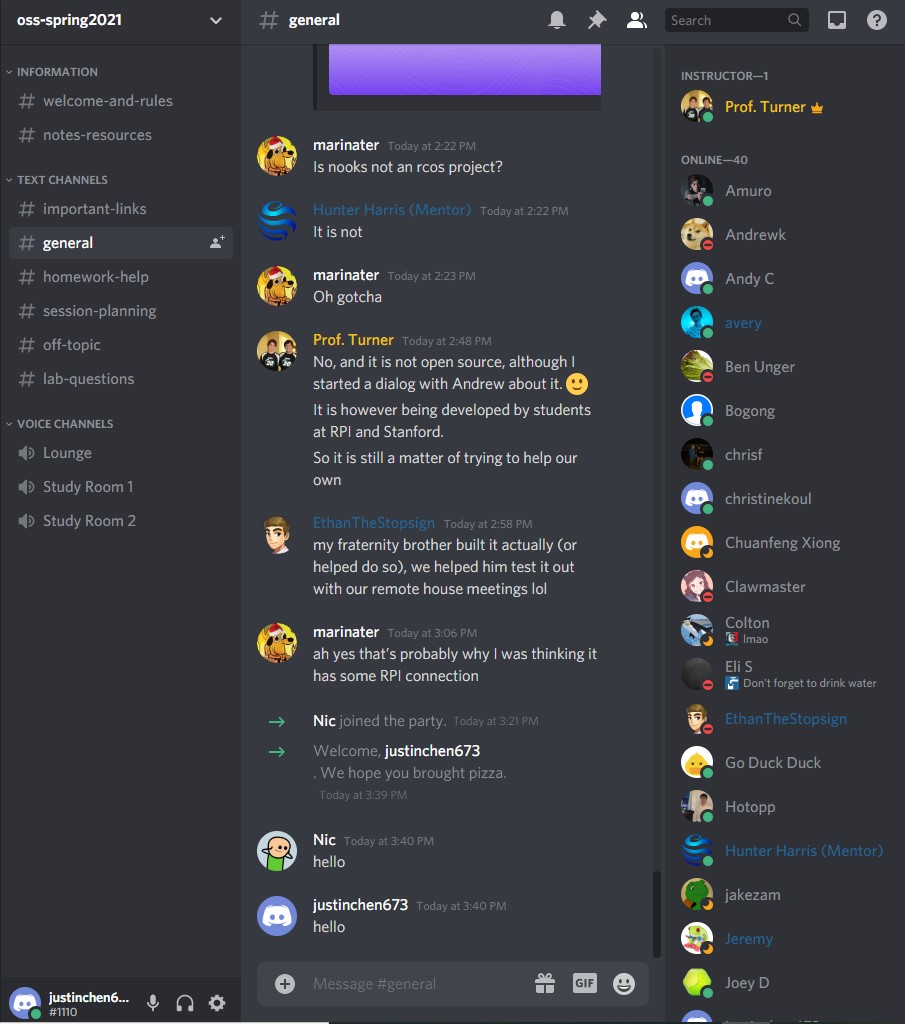 oss-spring2021
INFORMATION
# welcome-and-rules
# notes-resources
TEXT CHANNELS
# important-links
# general
# homework-help
# session-planning
# off-topic
# lab-questions
VOICE CHANNELS
Lounge
Study Room 1
Study Room 2
justinchen6...
#1110
# general
Search
marinater Today at 2:22 PM
Is nooks not an rcos project?
Hunter Harris (Mentor) Today at 2:22 PM
It is not
marinater Today at 2:23 PM
Oh gotcha
Prof. Turner Today at 2:48 PM
No, and it is not open source, although I
started a dialog with Andrew about it. 🙂
It is however being developed by students
at RPI and Stanford.
So it is still a matter of trying to help our
own
EthanTheStopsign Today at 2:58 PM
my fraternity brother built it actually (or
helped do so), we helped him test it out
with our remote house meetings lol
marinater Today at 3:06 PM
ah yes that's probably why I was thinking it
has some RPI connection
Nic joined the party. Today at 3:21 PM
Welcome, justinchen673
. We hope you brought pizza.
Today at 3:39 PM
Nic Today at 3:40 PM
hello
justinchen673 Today at 3:40 PM
hello
Message #general
GIF
INSTRUCTOR—1
Prof. Turner
ONLINE—40
Amuro
Andrewk
Andy C
avery
Ben Unger
Bogong
chrisf
christinekoul
Chuanfeng Xiong
Clawmaster
Colton
lmao
Eli S
Don't forget to drink water
EthanTheStopsign
Go Duck Duck
Hotopp
Hunter Harris (Mentor)
jakezam
Jeremy
Joey D